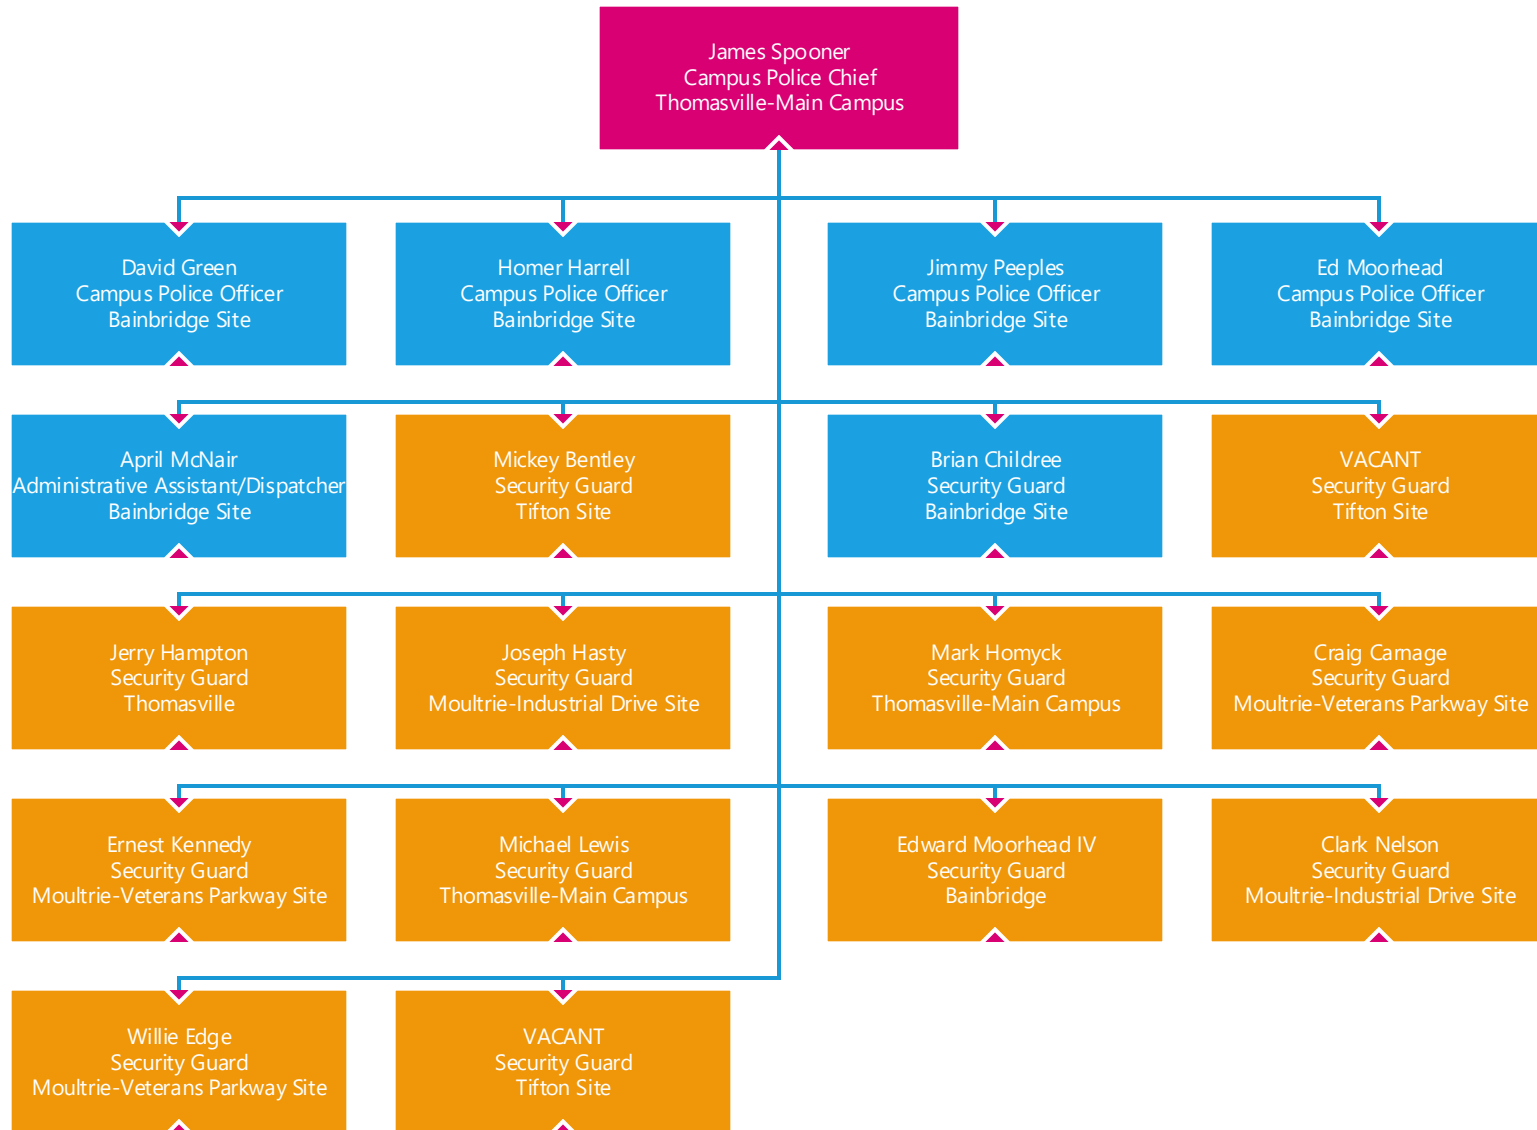 James Spooner
Campus Police Chief
Thomasville-Main Campus
David Green
Campus Police Officer
Bainbridge Site
Homer Harrell
Campus Police Officer
Bainbridge Site
Jimmy Peeples
Campus Police Officer
Bainbridge Site
Ed Moorhead
Campus Police Officer
Bainbridge Site
April McNair
Administrative Assistant/Dispatcher
Bainbridge Site
Mickey Bentley
Security Guard
Tifton Site
Brian Childree
Security Guard
Bainbridge Site
VACANT
Security Guard
Tifton Site
Jerry Hampton
Security Guard
Thomasville
Joseph Hasty
Security Guard
Moultrie-Industrial Drive Site
Mark Homyck
Security Guard
Thomasville-Main Campus
Craig Carnage
Security Guard
Moultrie-Veterans Parkway Site
Ernest Kennedy
Security Guard
Moultrie-Veterans Parkway Site
Michael Lewis
Security Guard
Thomasville-Main Campus
Edward Moorhead IV
Security Guard
Bainbridge
Clark Nelson
Security Guard
Moultrie-Industrial Drive Site
Willie Edge
Security Guard
Moultrie-Veterans Parkway Site
VACANT
Security Guard
Tifton Site